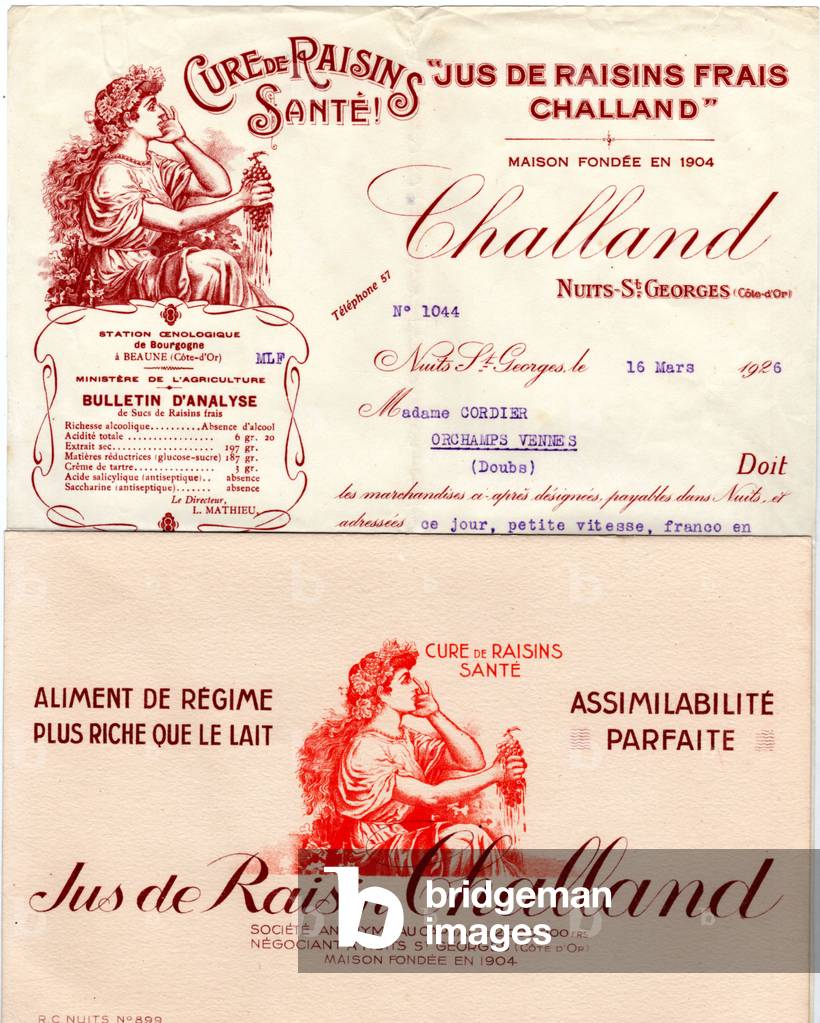 CURE DE RAISINS
SANTÉ!
"JUS DE RAISINS FRAIS
CHALLAND"
MAISON FONDÉE EN 1904
Challand
NUITS-St GEORGES (Côte-d'Or)
Téléphone 57
N° 1044
Nuits St-Georges, le 16 Mars 1926
Madame CORDIER
ORCHAMPS VENNES
(Doubs)
Doit
les marchandises ci-après désignées, payables dans Nuits, et
adressées ce jour, petite vitesse, franco en
STATION ŒNOLOGIQUE
de Bourgogne
à BEAUNE (Côte-d'Or)
MLF
MINISTÈRE DE L'AGRICULTURE
BULLETIN D'ANALYSE
de Sucs de Raisins frais
Richesse alcoolique..........Absence d'alcool
Acidité totale ................. 6 gr. 20
Extrait sec..................... 197 gr.
Matières réductrices (glucose-sucre) 187 gr.
Crème de tartre................ 3 gr.
Acide salicylique (antiseptique).. absence
Saccharine (antiseptique)....... absence
Le Directeur,
L. MATHIEU
CURE DE RAISINS
SANTÉ
ALIMENT DE RÉGIME
PLUS RICHE QUE LE LAIT
ASSIMILABILITÉ
PARFAITE
Jus de Raisin Challand
SOCIÉTÉ
NÉGOCIANT A NUITS ST GEORGES (CÔTE D'OR)
MAISON FONDÉE EN 1904
R.C. NUITS N° 899
b bridgeman
images